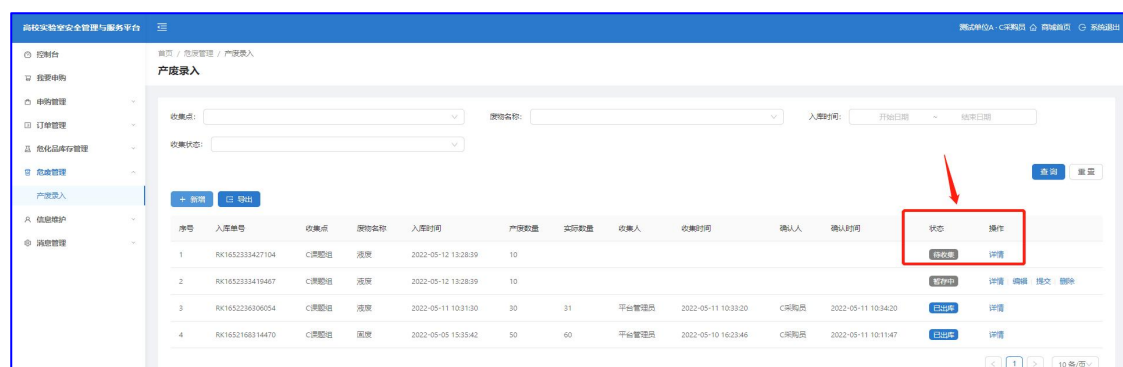 高校实验室安全管理与服务平台 测试单位A - C采购员 商城首页 系统退出
控制台
我要申购
申购管理
订单管理
危化品库存管理
危废管理
产废录入
信息维护
消息管理
首页 / 危废管理 / 产废录入
产废录入
收集点: 废物名称: 入库时间: 开始日期 ~ 结束日期
收集状态:
查 询 重 置
+ 新增 导出
序号 入库单号 收集点 废物名称 入库时间 产废数量 实际数量 收集人 收集时间 确认人 确认时间 状态 操作
1 RK1652333427104 C课题组 液废 2022-05-12 13:28:39 10 待收集 详情
2 RK1652333419467 C课题组 液废 2022-05-12 13:28:39 10 暂存中 详情 编辑 提交 删除
3 RK1652236306054 C课题组 液废 2022-05-11 10:31:30 30 31 平台管理员 2022-05-11 10:33:20 C采购员 2022-05-11 10:34:20 已出库 详情
4 RK1652168314470 C课题组 固废 2022-05-05 15:35:42 50 60 平台管理员 2022-05-10 16:23:46 C采购员 2022-05-11 10:11:47 已出库 详情
< 1 > 10 条/页